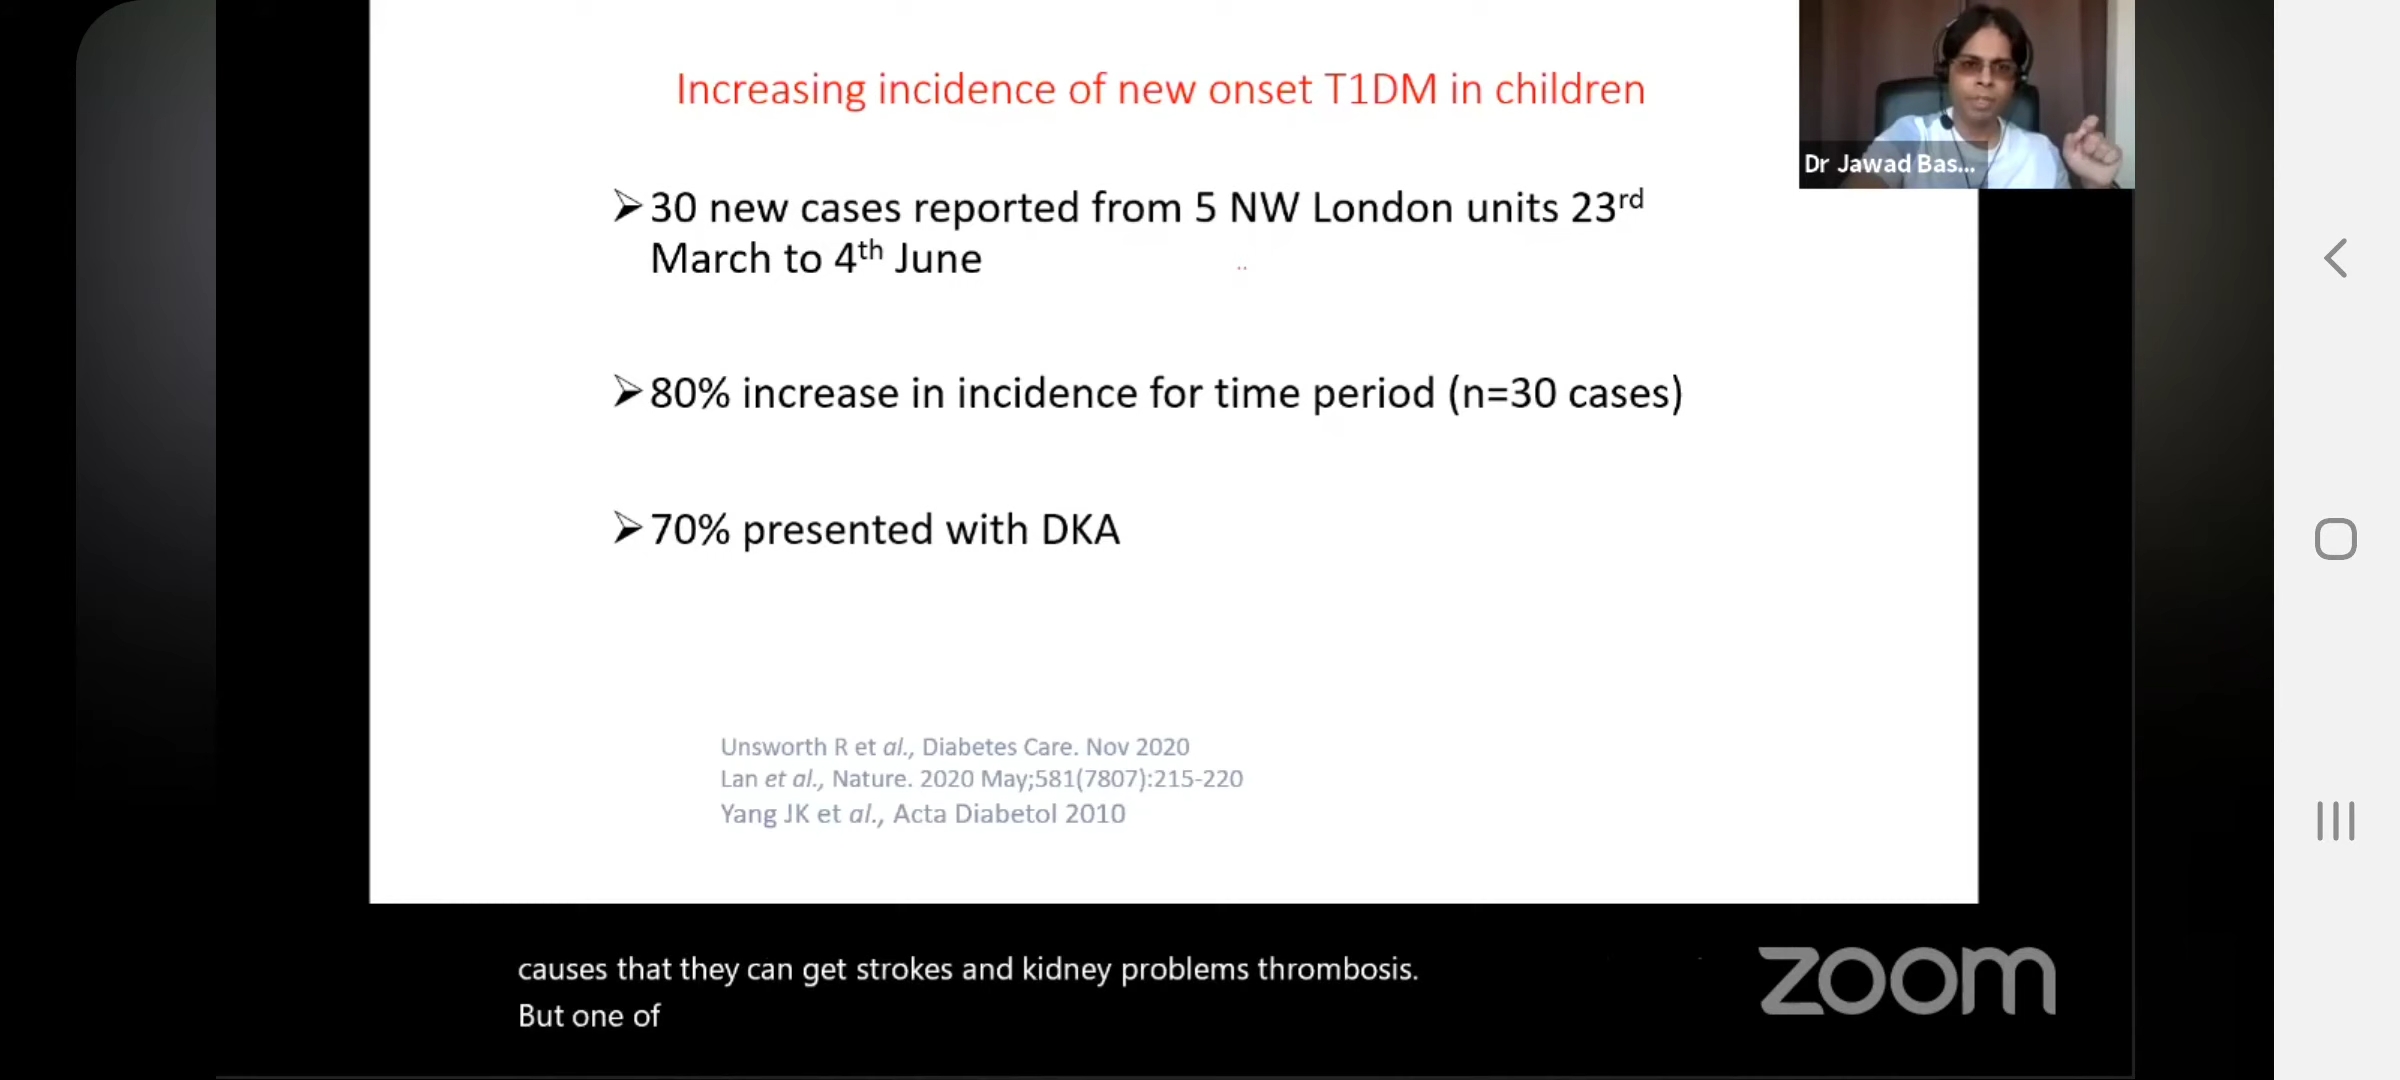 Increasing incidence of new onset T1DM in children
Dr Jawad Bas...
➢30 new cases reported from 5 NW London units 23rd
March to 4th June
➢80% increase in incidence for time period (n=30 cases)
➢70% presented with DKA
Unsworth R et al., Diabetes Care. Nov 2020
Lan et al., Nature. 2020 May;581(7807):215-220
Yang JK et al., Acta Diabetol 2010
causes that they can get strokes and kidney problems thrombosis.
But one of
zoom